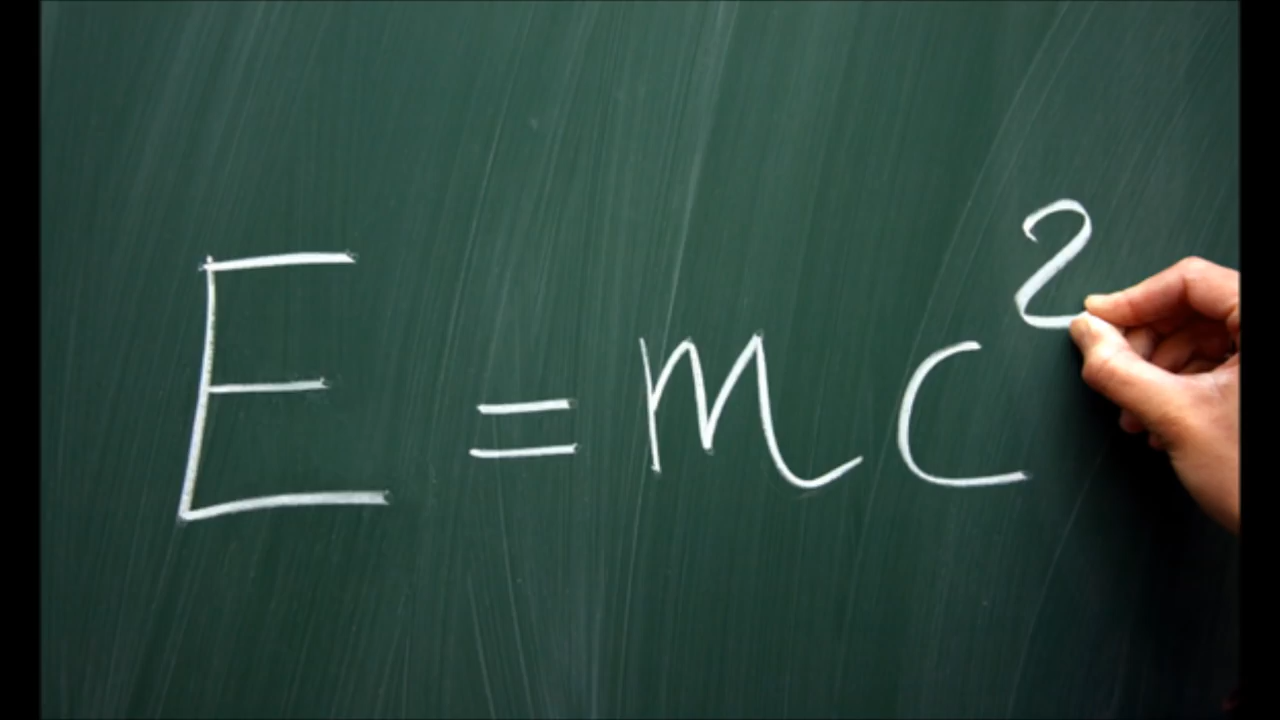 E = mc²